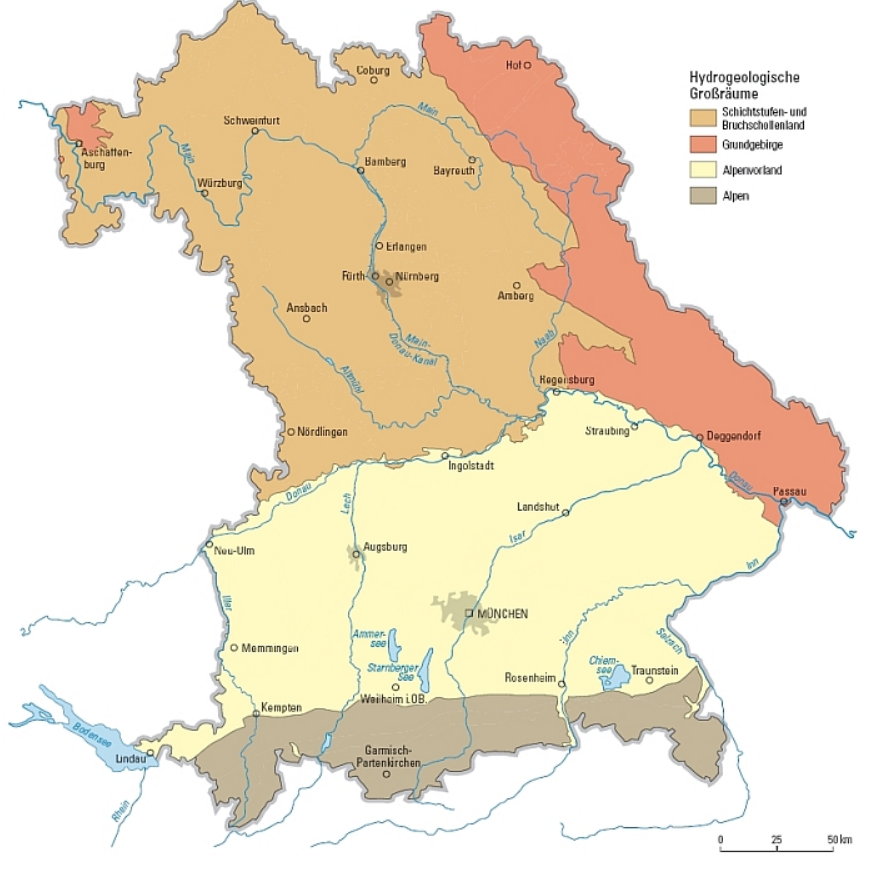 Hydrogeologische
Großräume
Schichtstufen- und
Bruchschollenland
Grundgebirge
Alpenvorland
Alpen
Hof
Coburg
Main
Schweinfurt
Aschaffen-
burg
Main
Würzburg
Bamberg
Bayreuth
Erlangen
Fürth
Nürnberg
Amberg
Ansbach
Main-
Donau-Kanal
Naab
Altmühl
Regensburg
Nördlingen
Straubing
Deggendorf
Ingolstadt
Donau
Passau
Donau
Lech
Landshut
Isar
Neu-Ulm
Augsburg
Inn
Iller
MÜNCHEN
Ammer-
see
Inn
Salzach
Memmingen
Starnberger
See
Chiem-
see
Traunstein
Rosenheim
Weilheim i.OB.
Kempten
Bodensee
Lindau
Garmisch-
Partenkirchen
Rhein
0 25 50 km